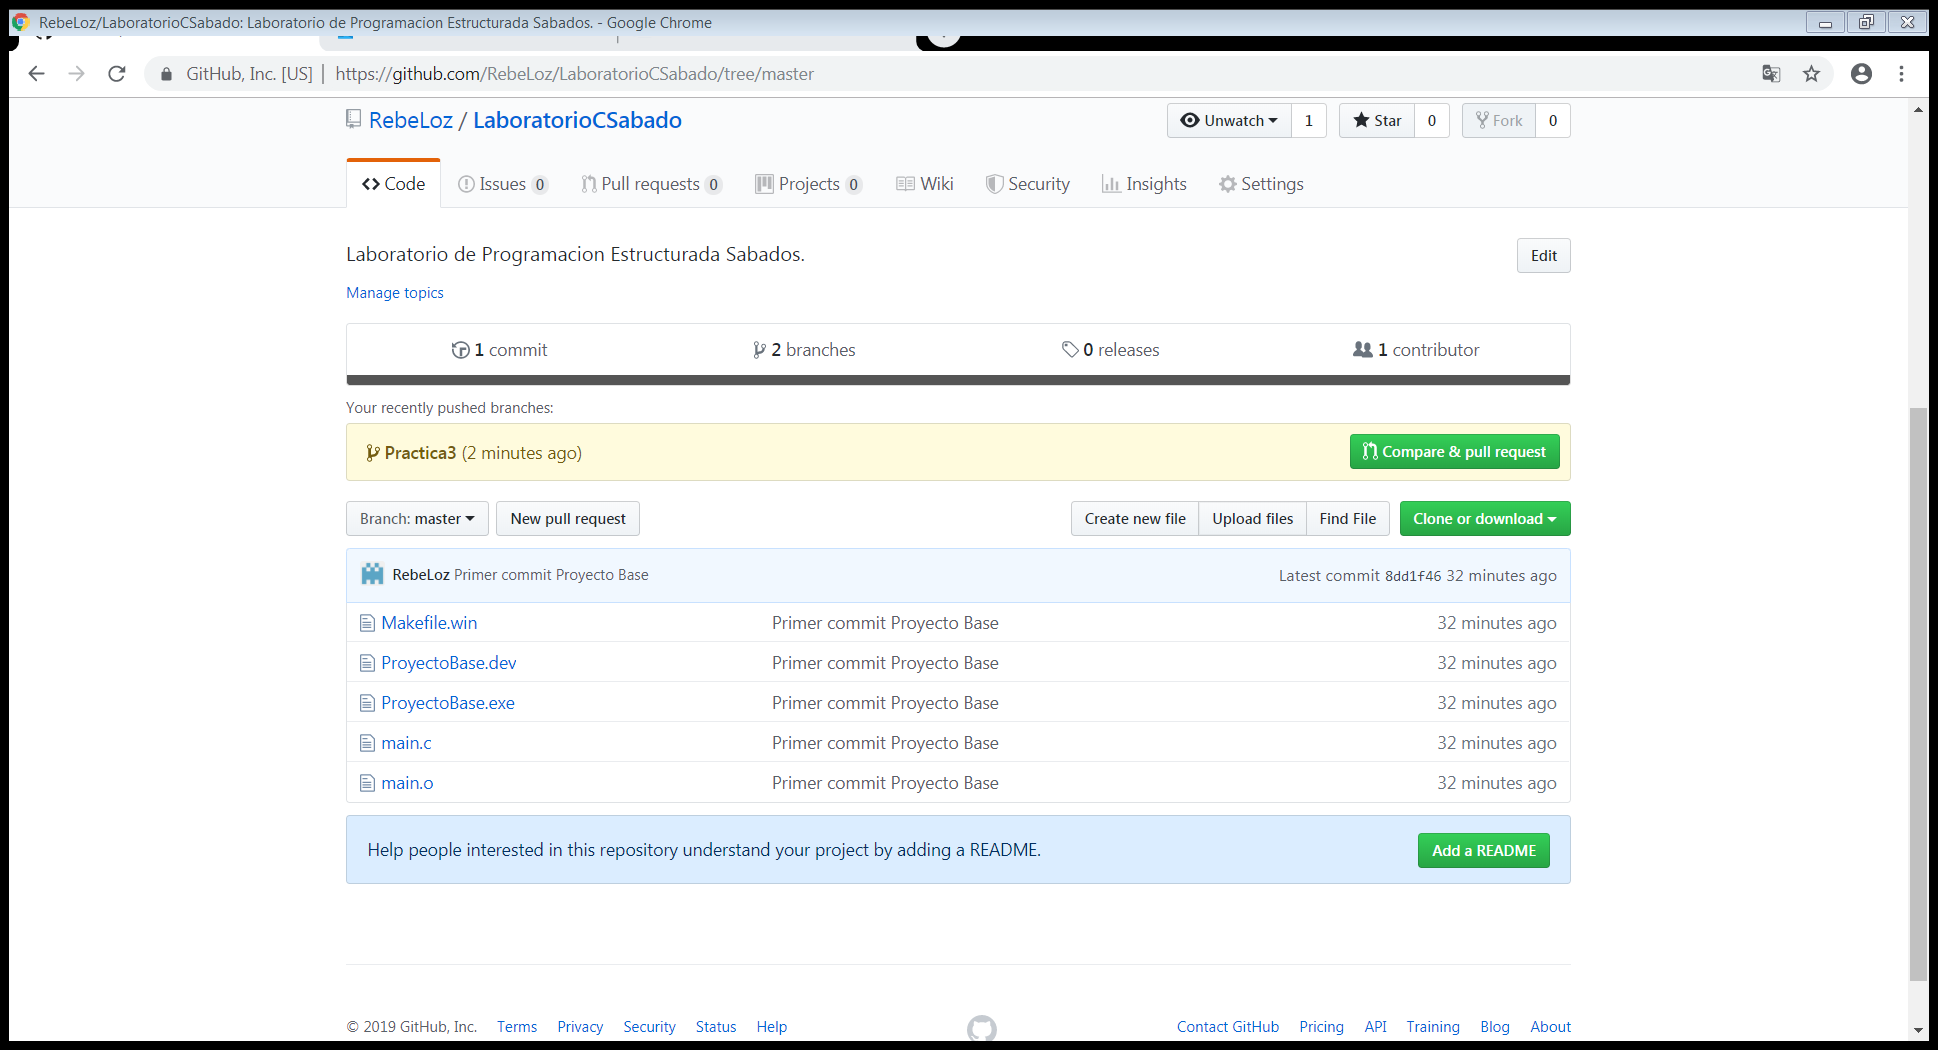 RebeLoz/LaboratorioCSabado: Laboratorio de Programacion Estructurada Sabados. - Google Chrome
GitHub, Inc. [US] | https://github.com/RebeLoz/LaboratorioCSabado/tree/master
RebeLoz / LaboratorioCSabado
Unwatch 1 Star 0 Fork 0
Code Issues 0 Pull requests 0 Projects 0 Wiki Security Insights Settings
Laboratorio de Programacion Estructurada Sabados.
Edit
Manage topics
1 commit 2 branches 0 releases 1 contributor
Your recently pushed branches:
Practica3 (2 minutes ago) Compare & pull request
Branch: master New pull request Create new file Upload files Find File Clone or download
RebeLoz Primer commit Proyecto Base Latest commit 8dd1f46 32 minutes ago
Makefile.win Primer commit Proyecto Base 32 minutes ago
ProyectoBase.dev Primer commit Proyecto Base 32 minutes ago
ProyectoBase.exe Primer commit Proyecto Base 32 minutes ago
main.c Primer commit Proyecto Base 32 minutes ago
main.o Primer commit Proyecto Base 32 minutes ago
Help people interested in this repository understand your project by adding a README. Add a README
© 2019 GitHub, Inc. Terms Privacy Security Status Help Contact GitHub Pricing API Training Blog About